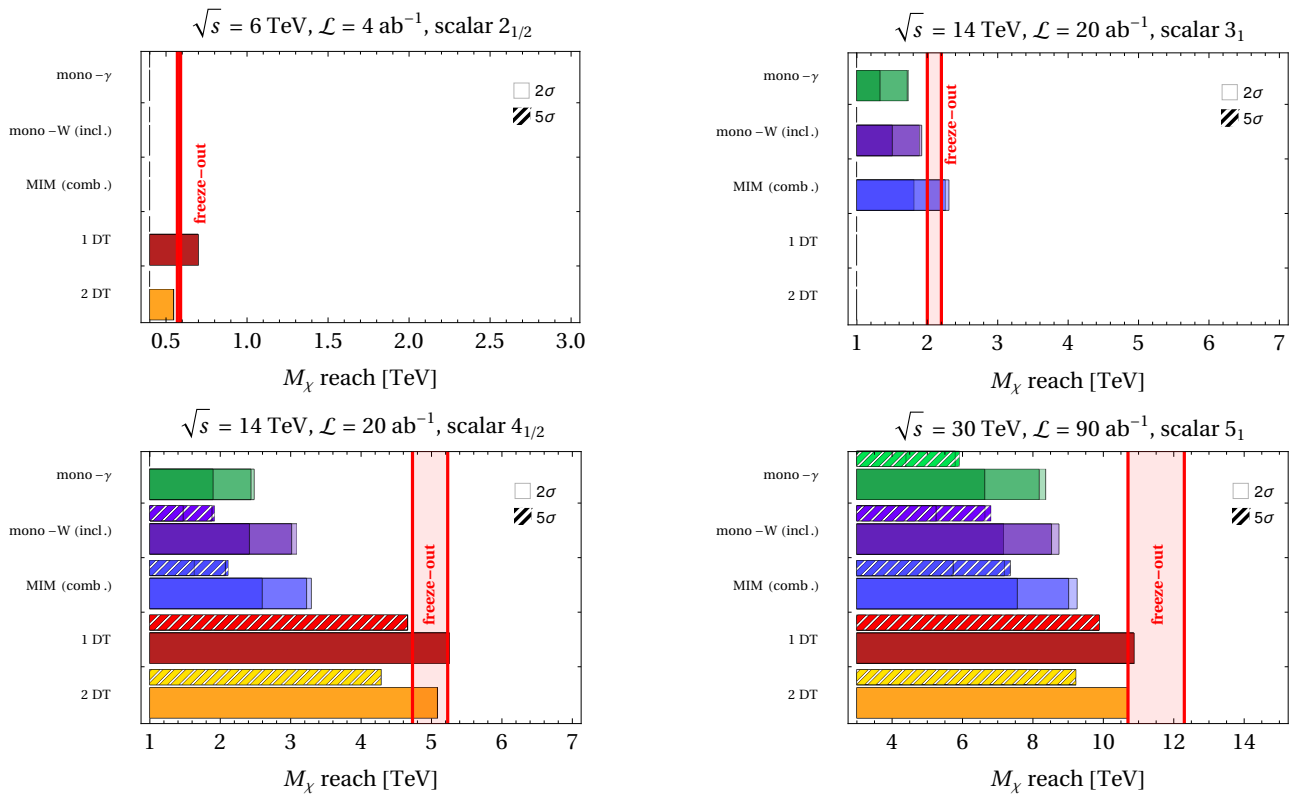 √s = 6 TeV, ℒ = 4 ab⁻¹, scalar 2₁/₂
mono-γ
mono-W (incl.)
MIM (comb.)
1 DT
2 DT
2σ
5σ
freeze-out
0.5 1.0 1.5 2.0 2.5 3.0
Mχ reach [TeV]
√s = 14 TeV, ℒ = 20 ab⁻¹, scalar 3₁
mono-γ
mono-W (incl.)
MIM (comb.)
1 DT
2 DT
2σ
5σ
freeze-out
1 2 3 4 5 6 7
Mχ reach [TeV]
√s = 14 TeV, ℒ = 20 ab⁻¹, scalar 4₁/₂
mono-γ
mono-W (incl.)
MIM (comb.)
1 DT
2 DT
2σ
5σ
freeze-out
1 2 3 4 5 6 7
Mχ reach [TeV]
√s = 30 TeV, ℒ = 90 ab⁻¹, scalar 5₁
mono-γ
mono-W (incl.)
MIM (comb.)
1 DT
2 DT
2σ
5σ
freeze-out
4 6 8 10 12 14
Mχ reach [TeV]